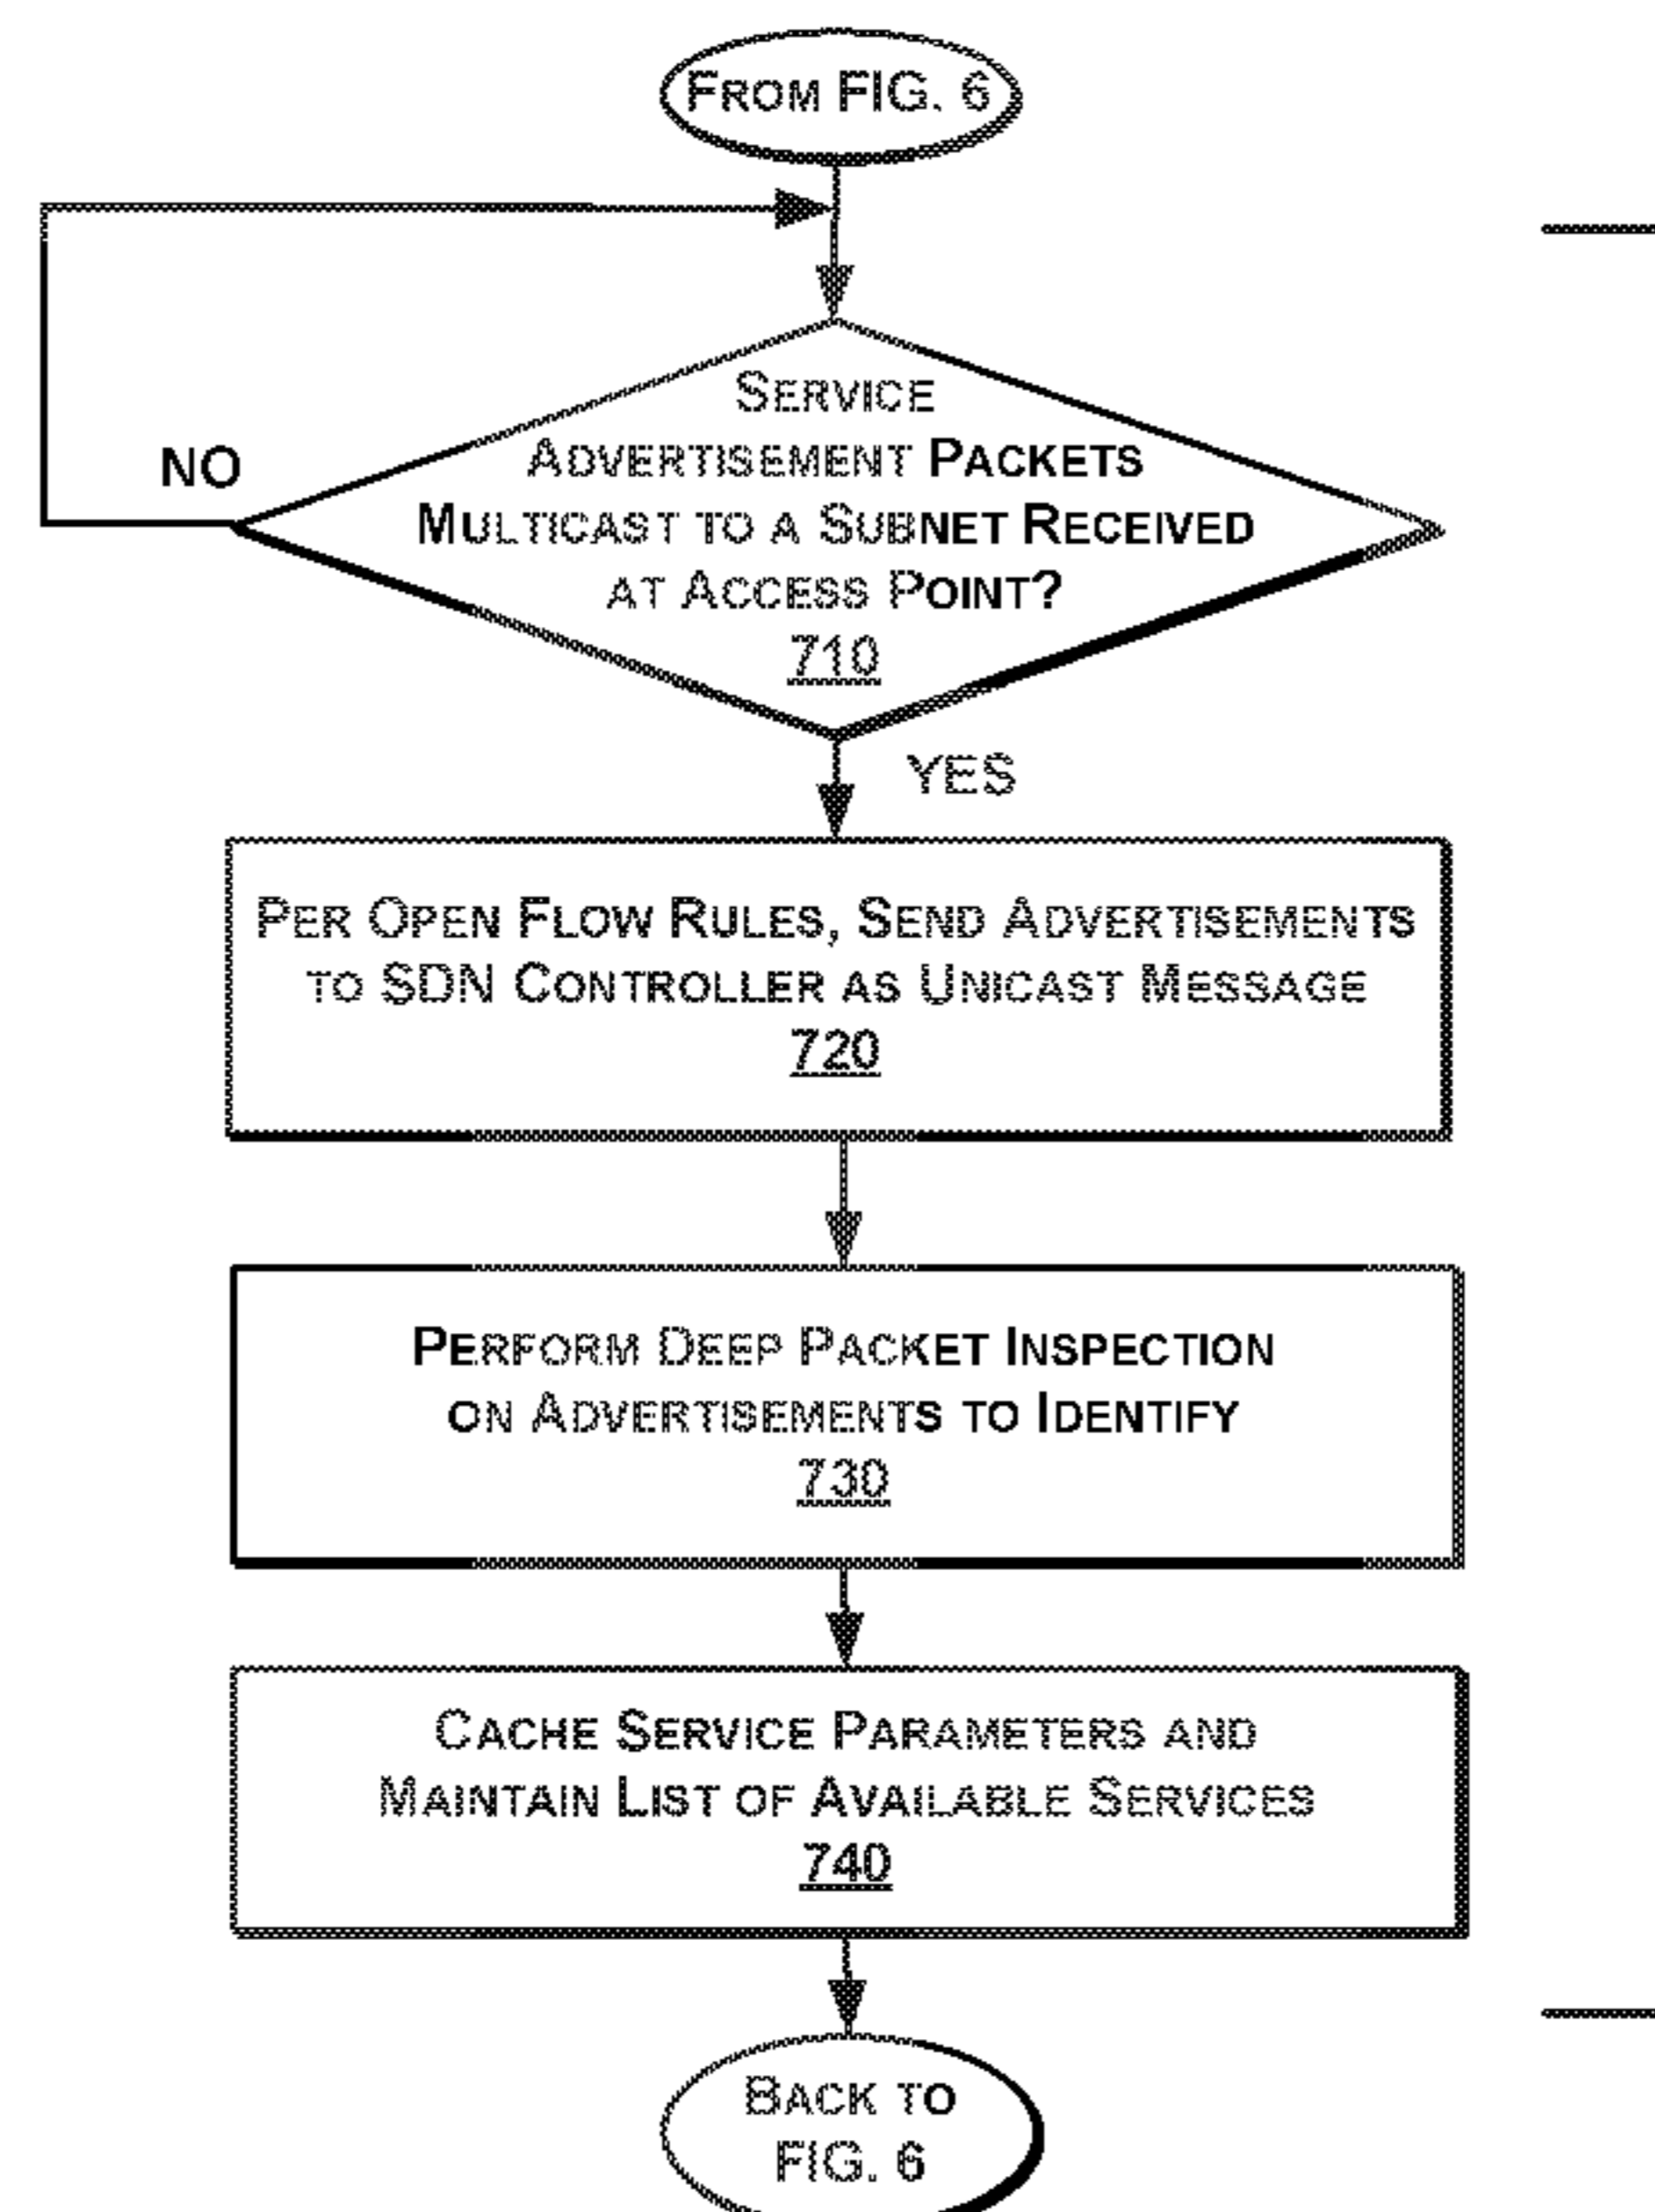 FROM FIG. 6
SERVICE
ADVERTISEMENT PACKETS
MULTICAST TO A SUBNET RECEIVED
AT ACCESS POINT?
710
NO
YES
PER OPEN FLOW RULES, SEND ADVERTISEMENTS
TO SDN CONTROLLER AS UNICAST MESSAGE
720
PERFORM DEEP PACKET INSPECTION
ON ADVERTISEMENTS TO IDENTIFY
730
CACHE SERVICE PARAMETERS AND
MAINTAIN LIST OF AVAILABLE SERVICES
740
BACK TO
FIG. 6